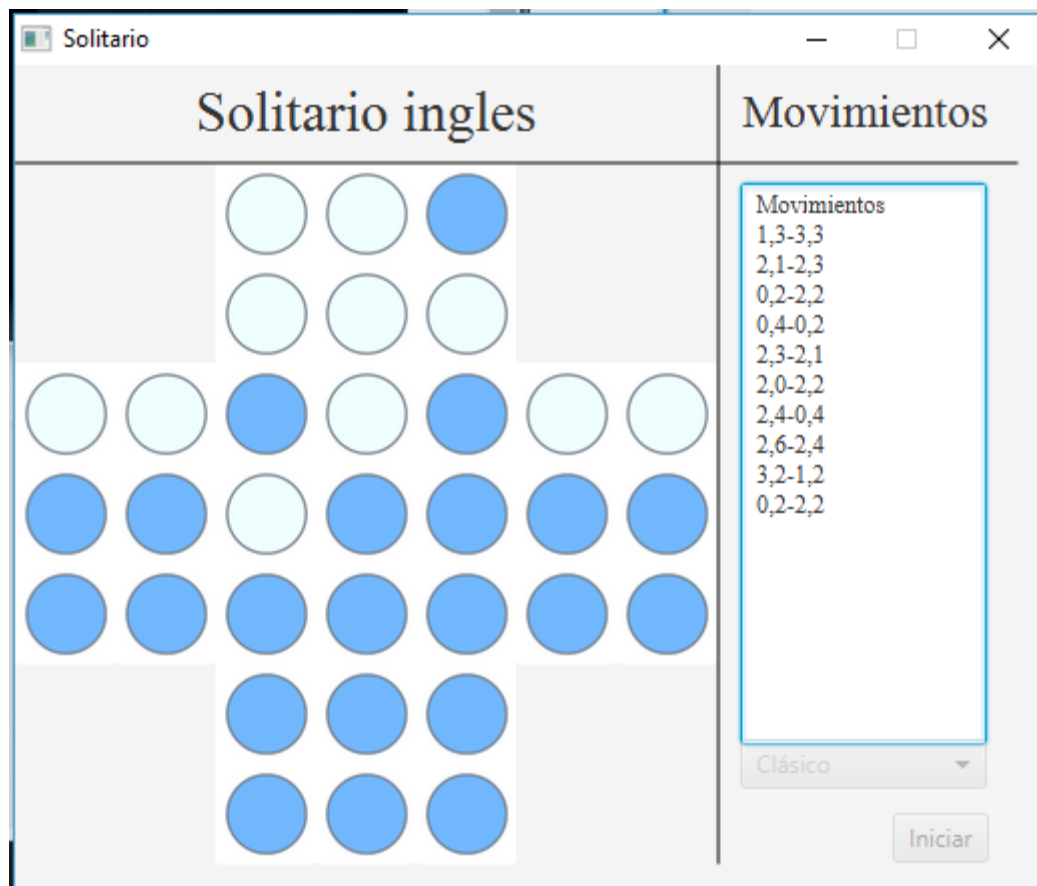 Solitario
Solitario ingles
Movimientos
Movimientos
1,3-3,3
2,1-2,3
0,2-2,2
0,4-0,2
2,3-2,1
2,0-2,2
2,4-0,4
2,6-2,4
3,2-1,2
0,2-2,2
Clásico
Iniciar